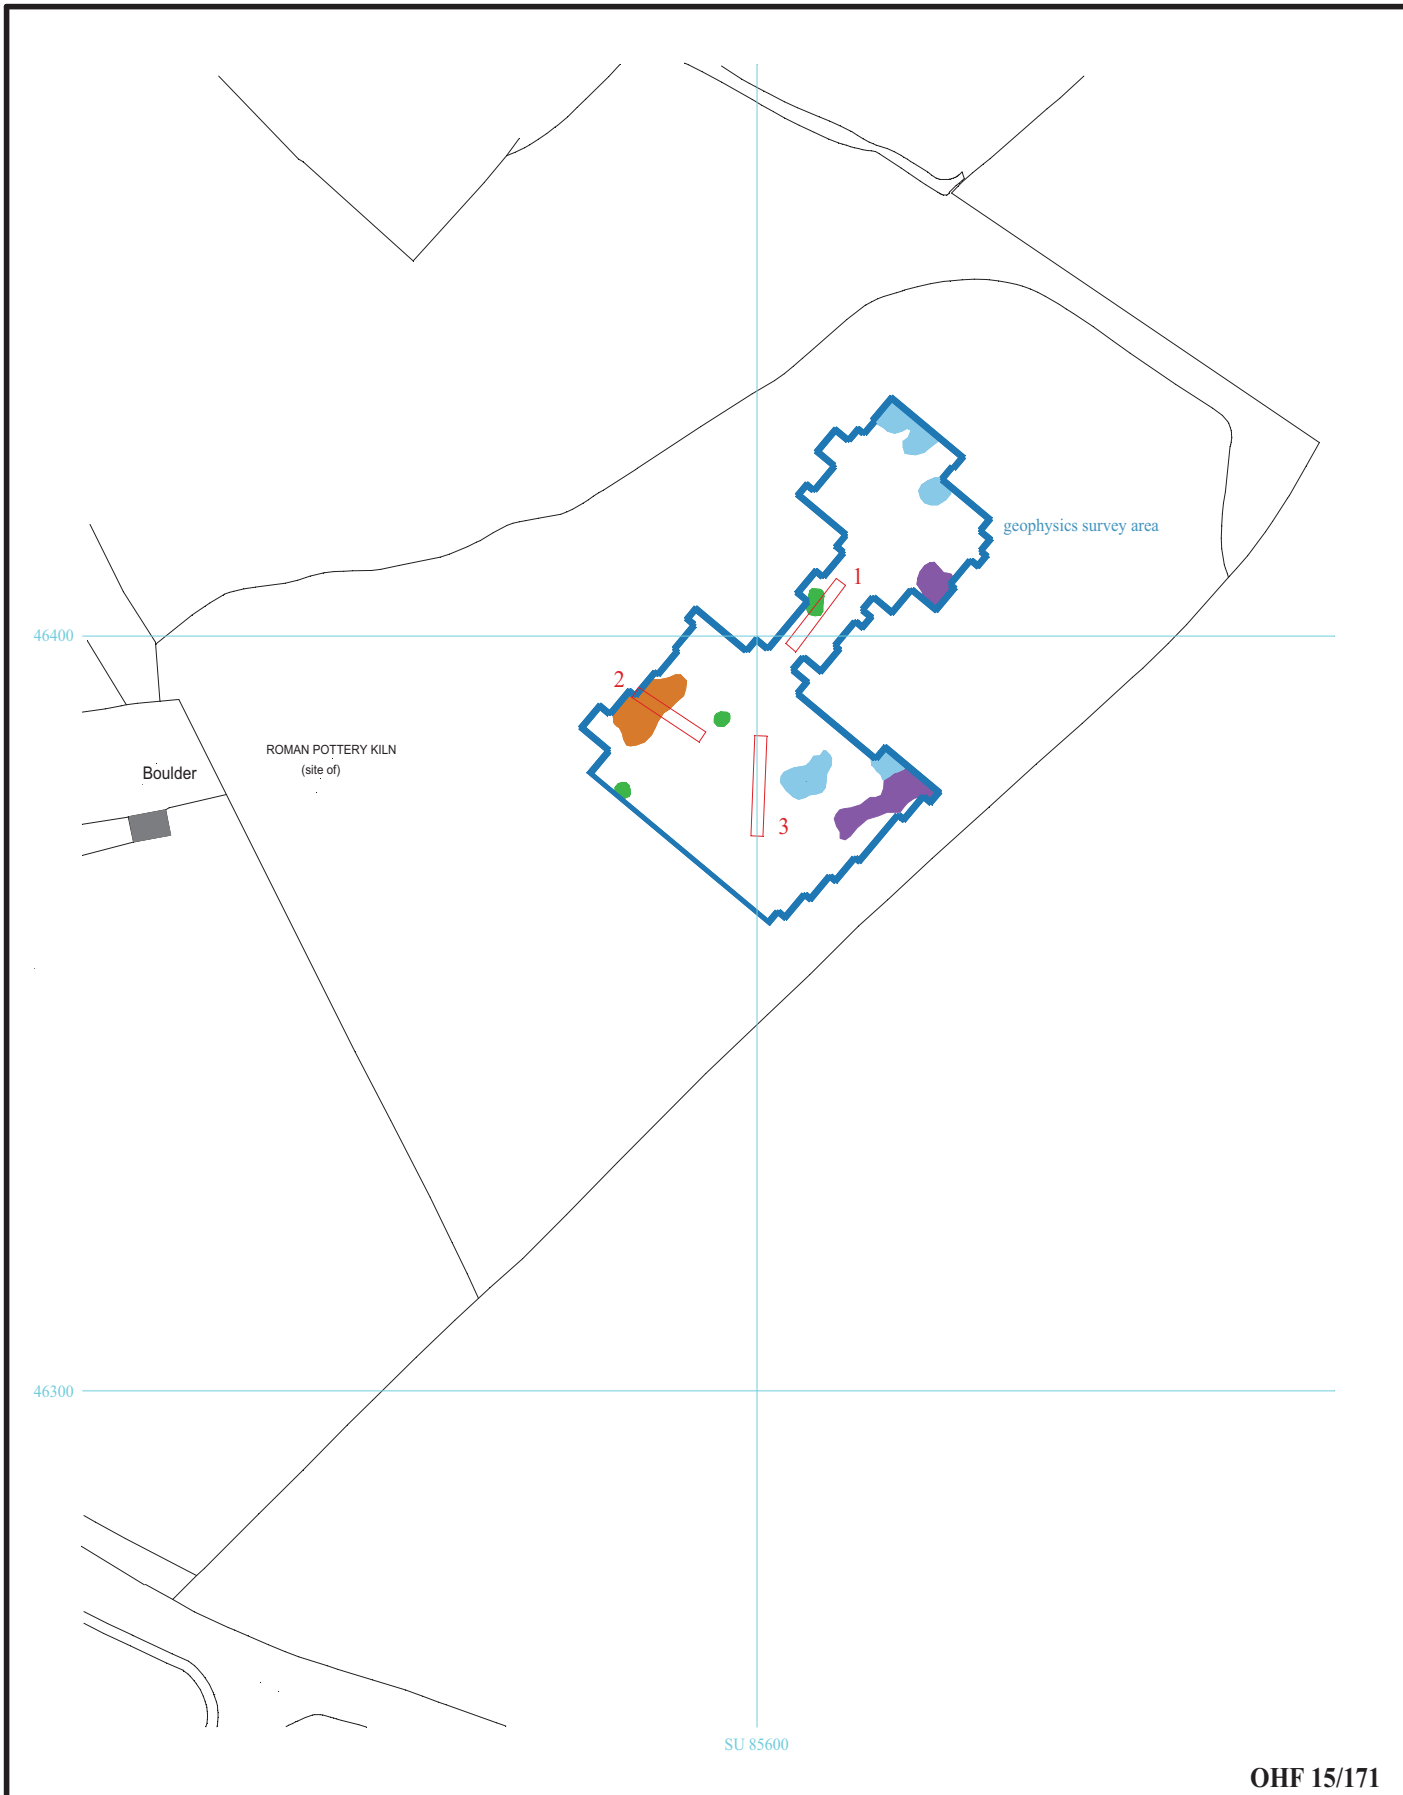 geophysics survey area
1
46400
2
ROMAN POTTERY KILN
(site of)
Boulder
3
46300
SU 85600
OHF 15/171